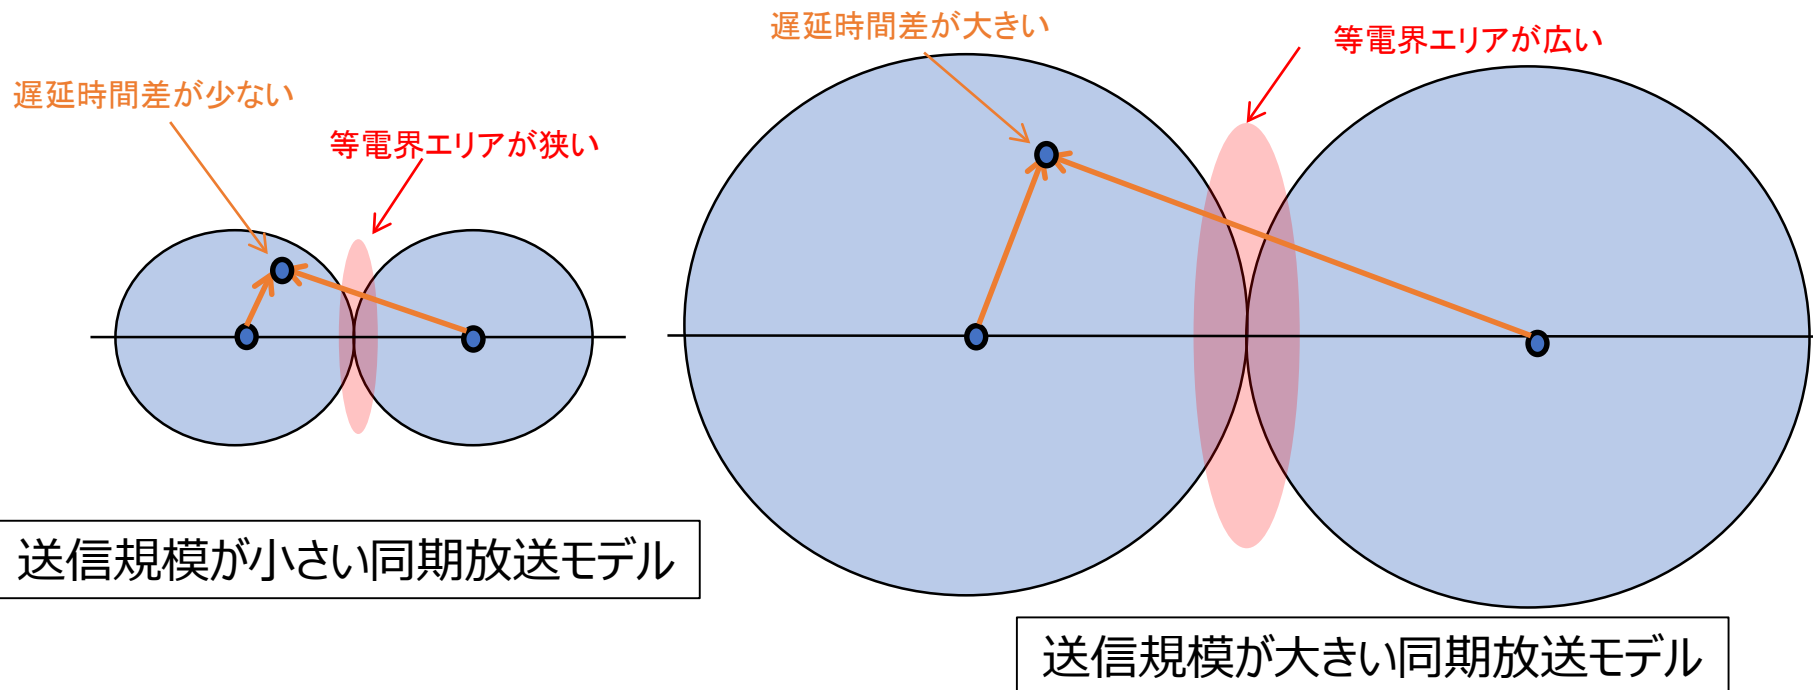 遅延時間差が少ない
等電界エリアが狭い
送信規模が小さい同期放送モデル
遅延時間差が大きい
等電界エリアが広い
送信規模が大きい同期放送モデル